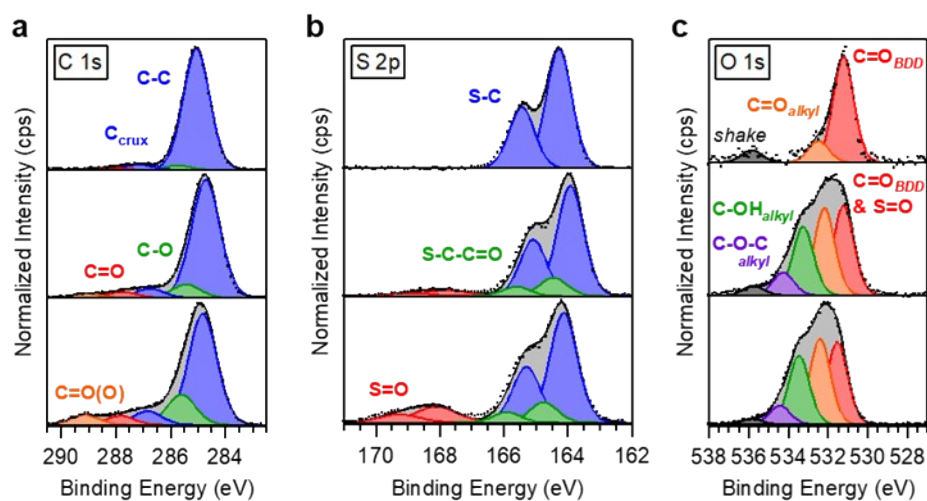 a
C 1s
C-C
C_crux
C=O
C-O
C=O(O)
Normalized Intensity (cps)
290 288 286 284
Binding Energy (eV)
b
S 2p
S-C
S-C-C=O
S=O
Normalized Intensity (cps)
170 168 166 164 162
Binding Energy (eV)
c
O 1s
C=O_BDD
C=O_alkyl
shake
C=O_BDD
& S=O
C-OH_alkyl
C-O-C
alkyl
Normalized Intensity (cps)
538 536 534 532 530 528
Binding Energy (eV)